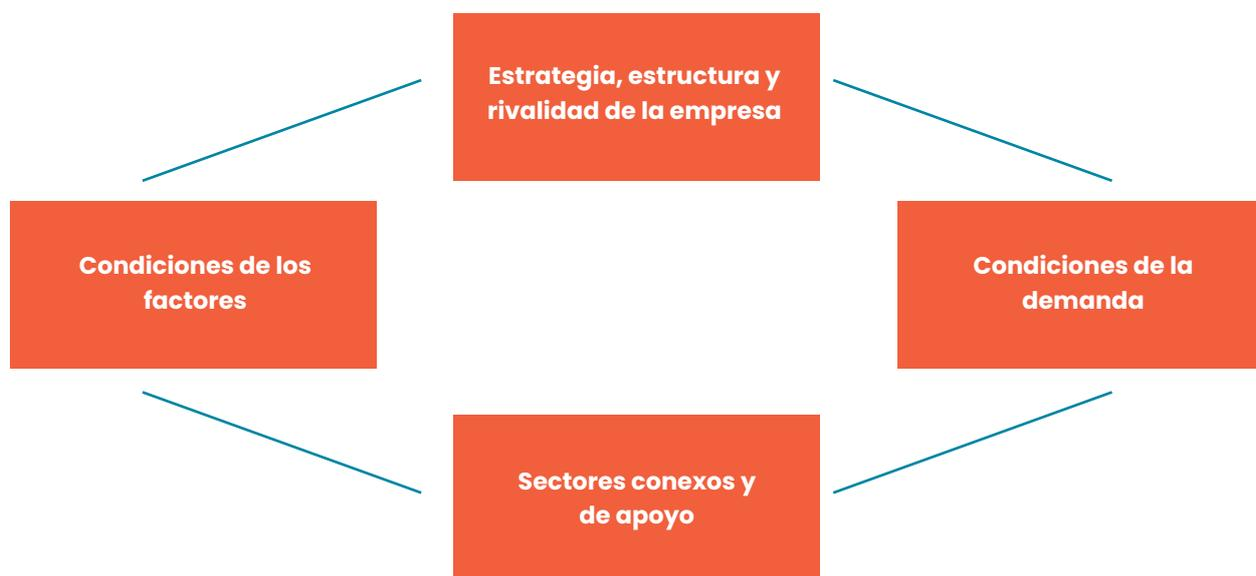 Estrategia, estructura y
rivalidad de la empresa
Condiciones de los
factores
Condiciones de la
demanda
Sectores conexos y
de apoyo